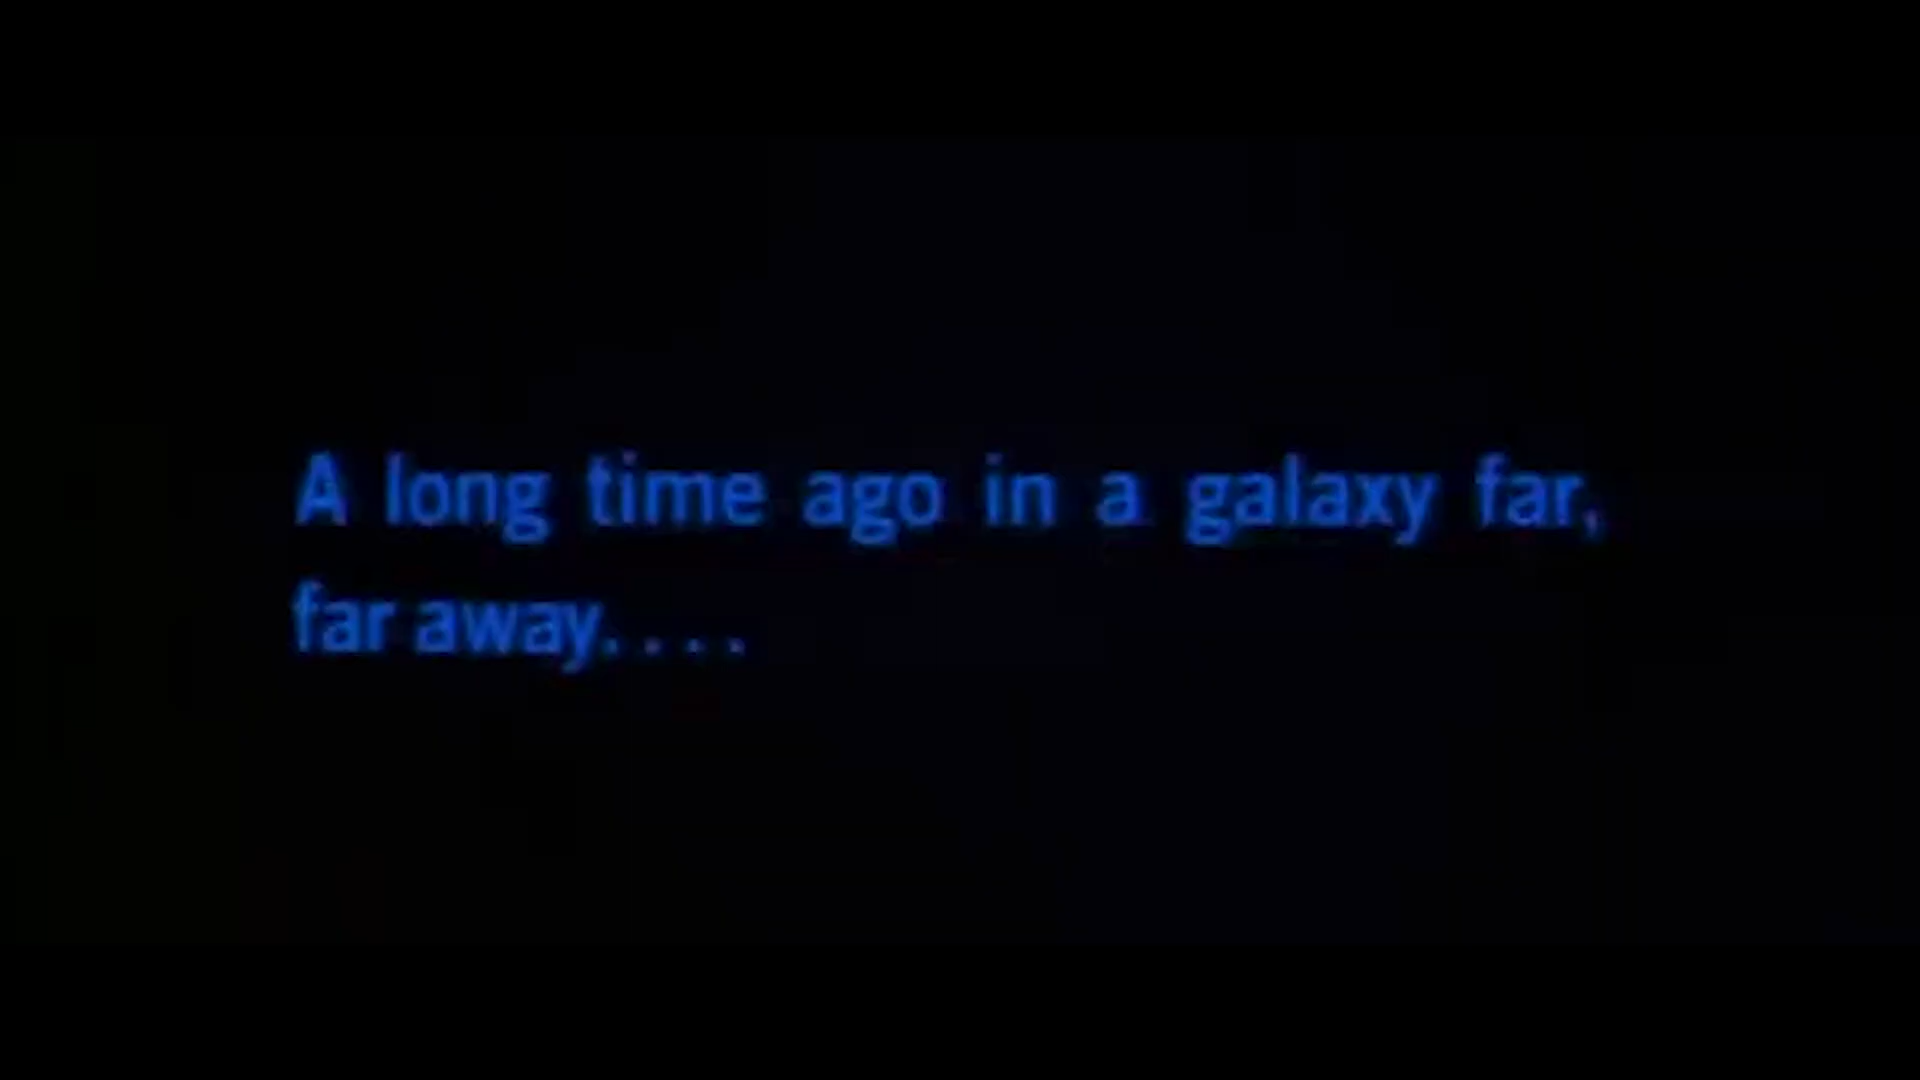 A long time ago in a galaxy far,
far away. . . .